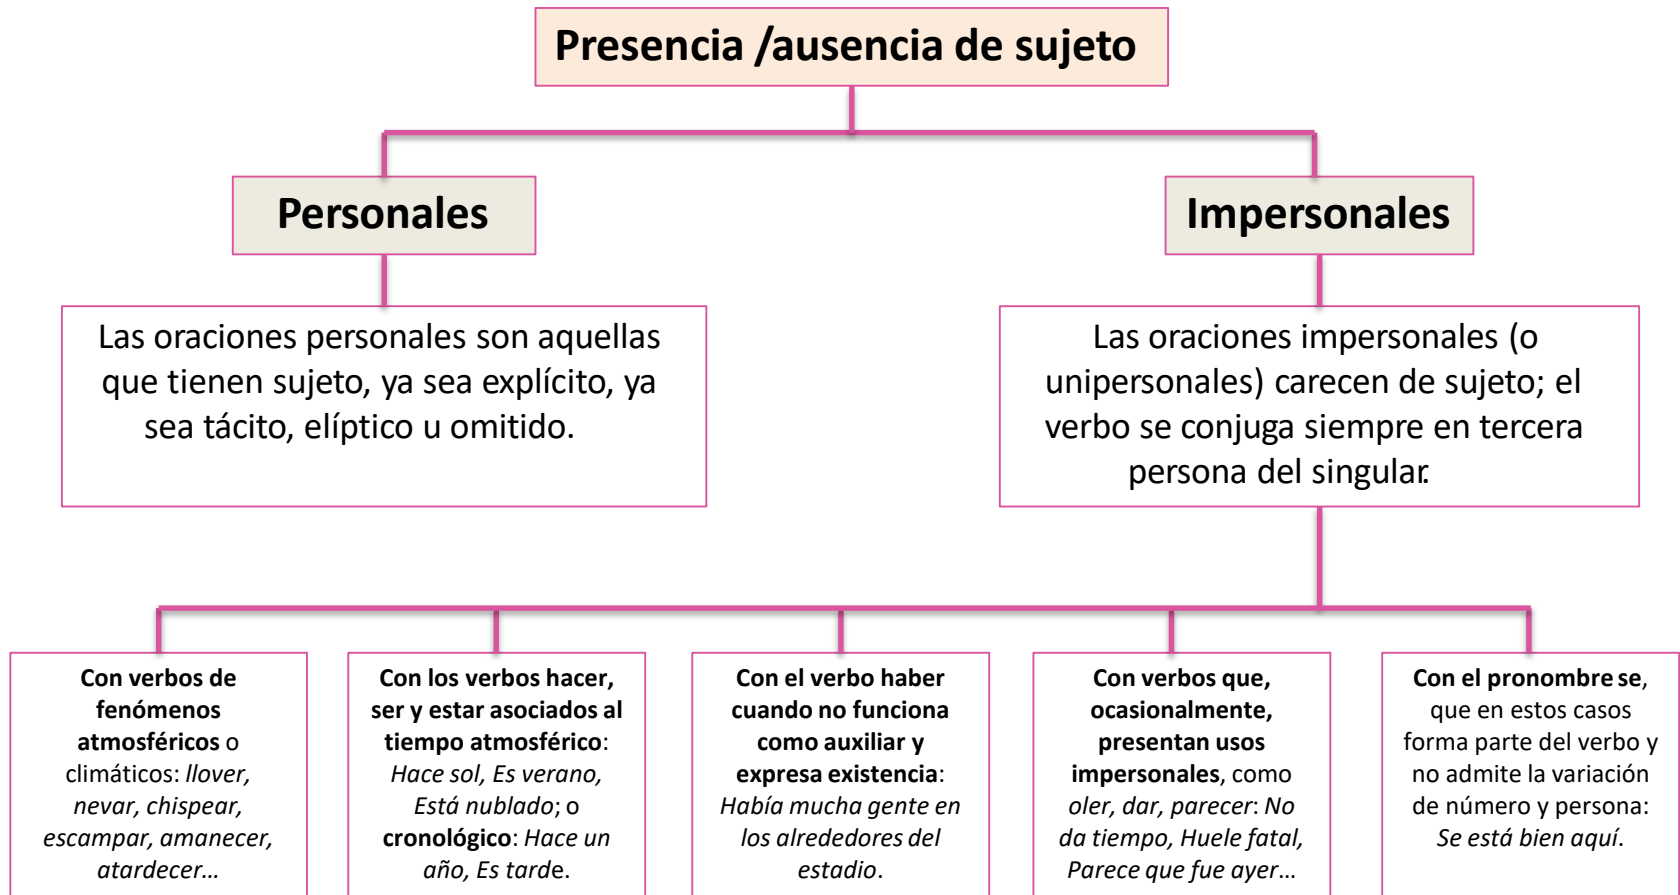 Presencia /ausencia de sujeto
Personales
Impersonales
Las oraciones personales son aquellas
que tienen sujeto, ya sea explícito, ya
sea tácito, elíptico u omitido.
Las oraciones impersonales (o
unipersonales) carecen de sujeto; el
verbo se conjuga siempre en tercera
persona del singular.
Con verbos de
fenómenos
atmosféricos o
climáticos: llover,
nevar, chispear,
escampar, amanecer,
atardecer...
Con los verbos hacer,
ser y estar asociados al
tiempo atmosférico:
Hace sol, Es verano,
Está nublado; o
cronológico: Hace un
año, Es tarde.
Con el verbo haber
cuando no funciona
como auxiliar y
expresa existencia:
Había mucha gente en
los alrededores del
estadio.
Con verbos que,
ocasionalmente,
presentan usos
impersonales, como
oler, dar, parecer: No
da tiempo, Huele fatal,
Parece que fue ayer...
Con el pronombre se,
que en estos casos
forma parte del verbo y
no admite la variación
de número y persona:
Se está bien aquí.